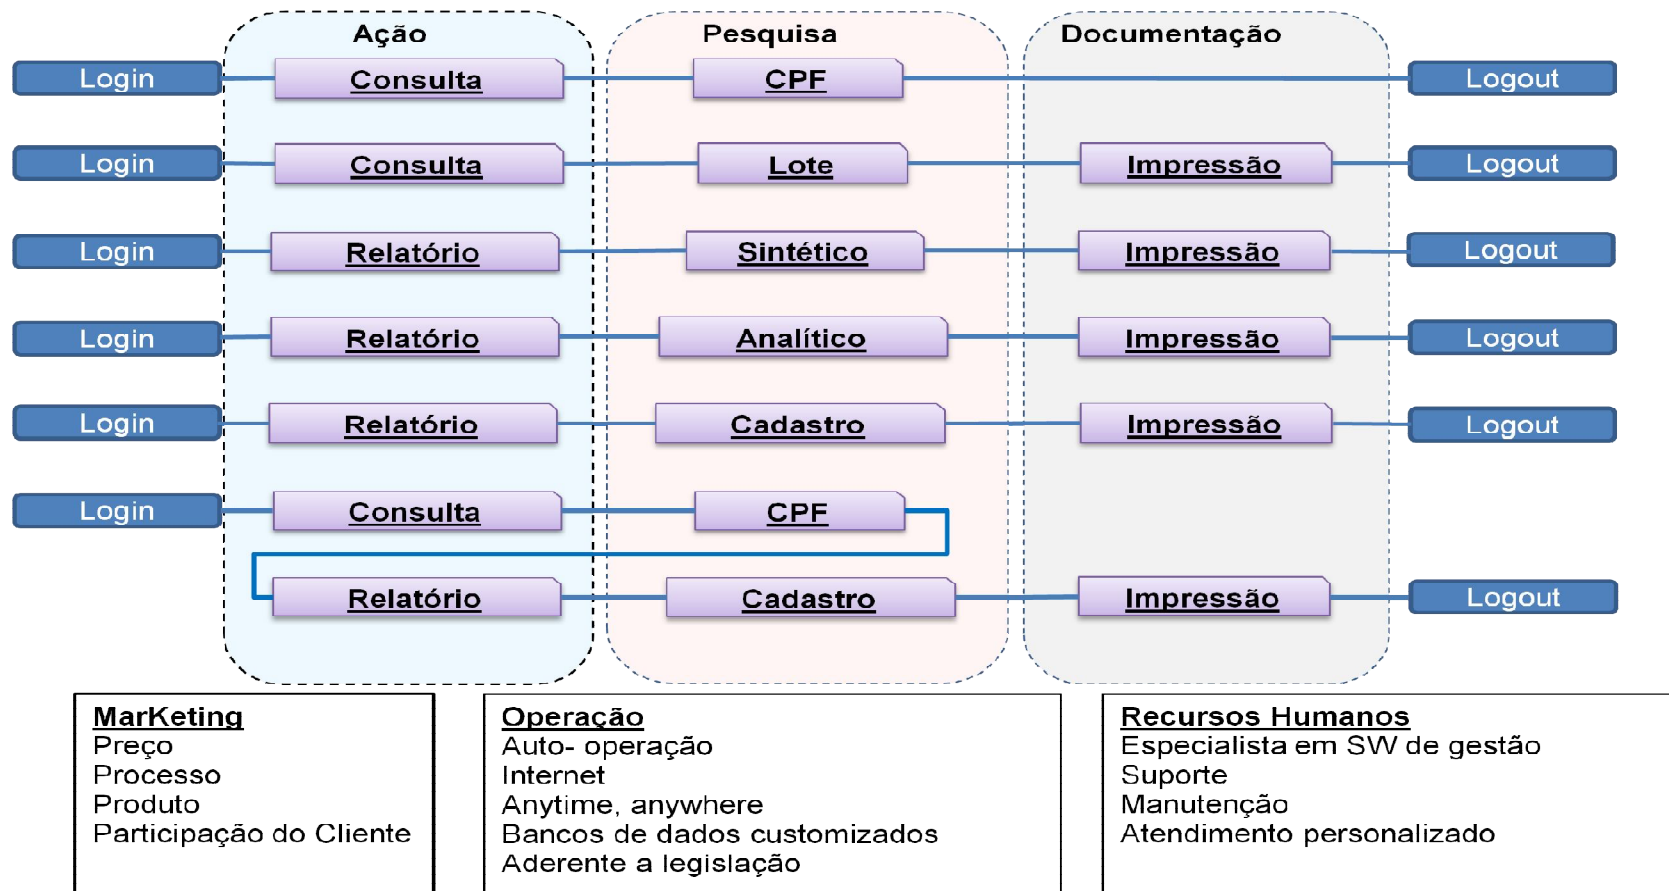 Ação Pesquisa Documentação
Login Consulta CPF Logout
Login Consulta Lote Impressão Logout
Login Relatório Sintético Impressão Logout
Login Relatório Analítico Impressão Logout
Login Relatório Cadastro Impressão Logout
Login Consulta CPF
Relatório Cadastro Impressão Logout
MarKeting
Preço
Processo
Produto
Participação do Cliente
Operação
Auto- operação
Internet
Anytime, anywhere
Bancos de dados customizados
Aderente a legislação
Recursos Humanos
Especialista em SW de gestão
Suporte
Manutenção
Atendimento personalizado